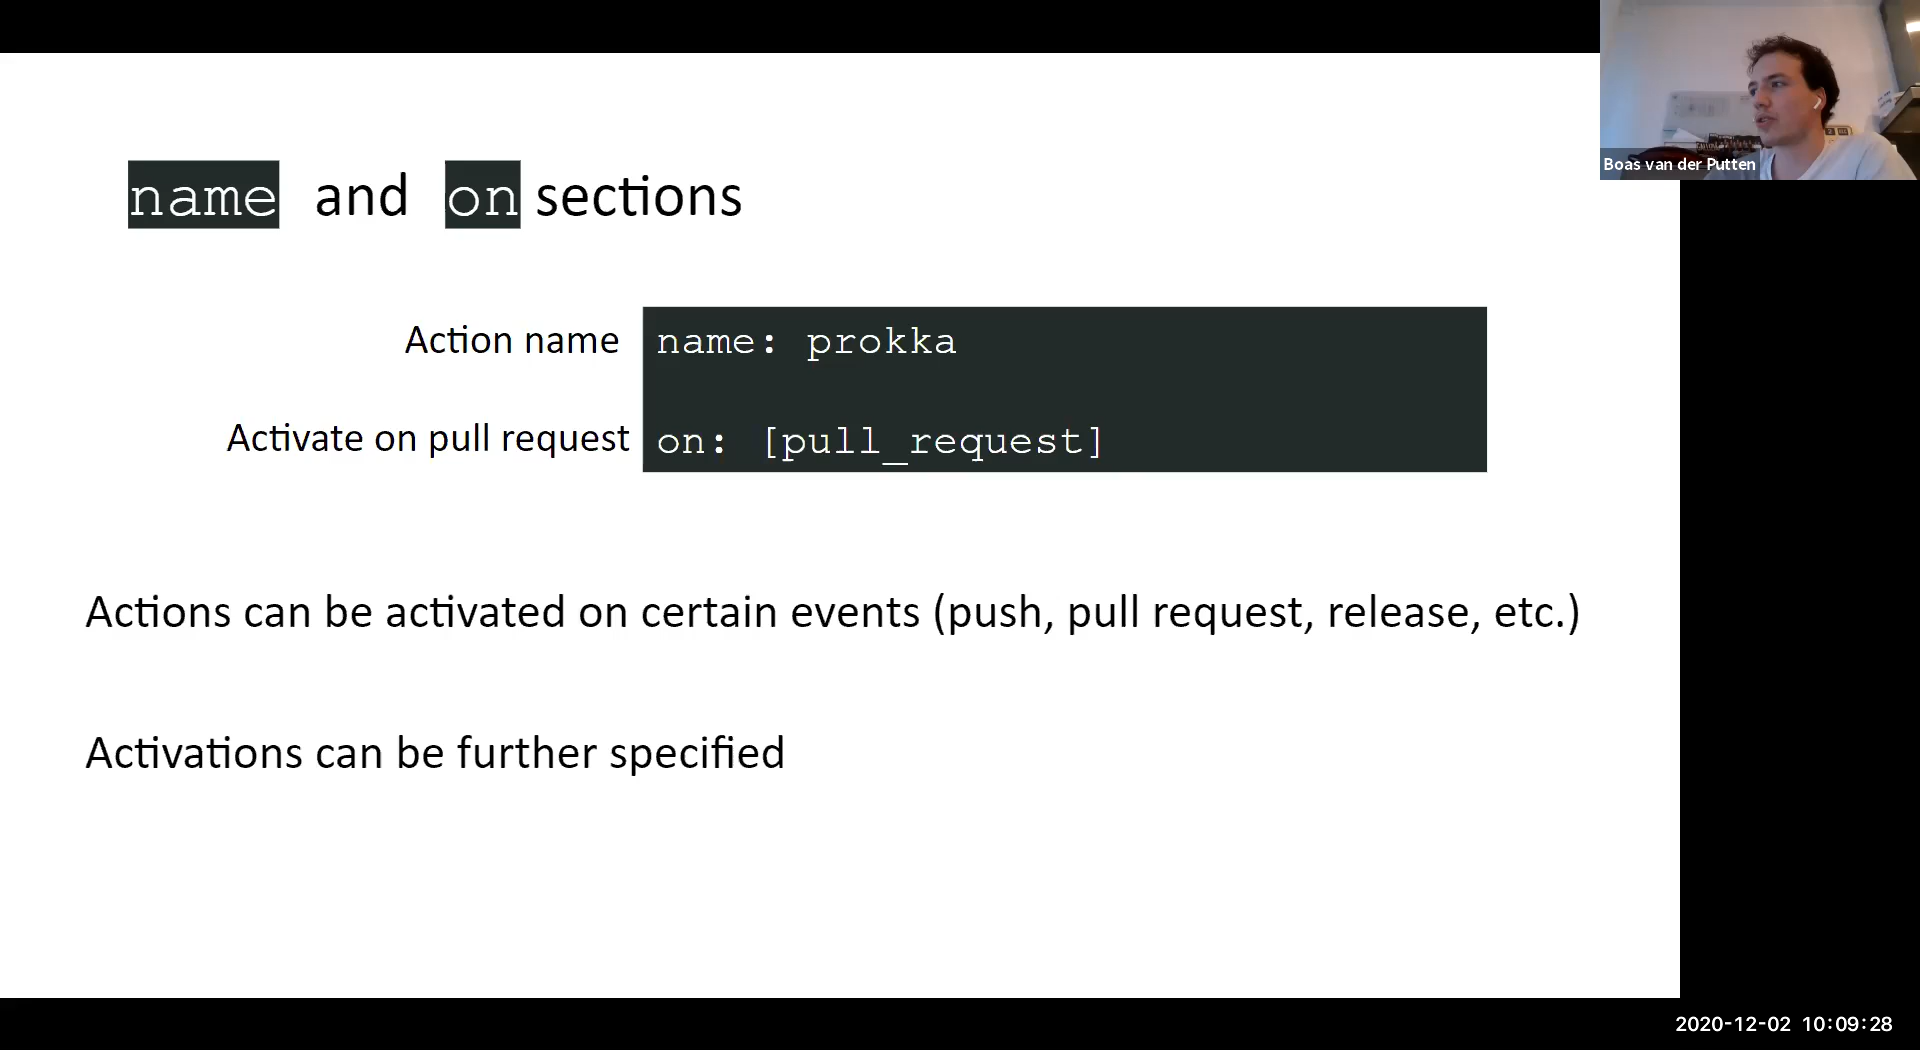 Boas van der Putten
name and on sections
Action name
name: prokka
Activate on pull request
on: [pull_request]
Actions can be activated on certain events (push, pull request, release, etc.)
Activations can be further specified
2020-12-02 10:09:28